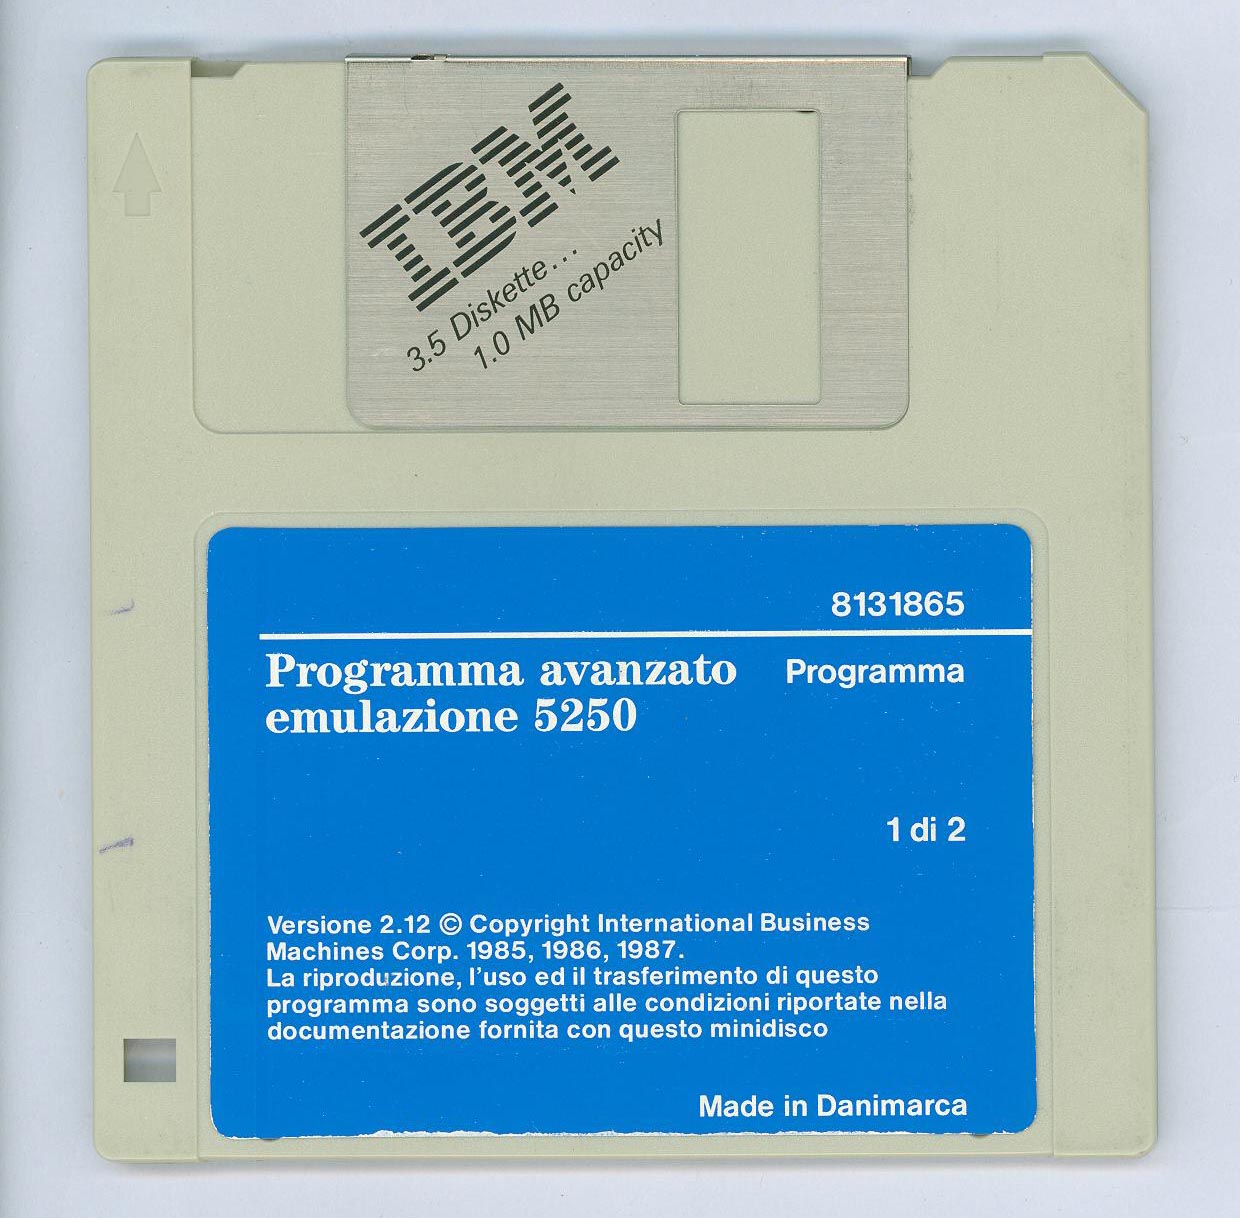 IBM
3.5 Diskette...
1.0 MB capacity
8131865
Programma avanzato Programma
emulazione 5250
1 di 2
Versione 2.12 © Copyright International Business
Machines Corp. 1985, 1986, 1987.
La riproduzione, l'uso ed il trasferimento di questo
programma sono soggetti alle condizioni riportate nella
documentazione fornita con questo minidisco
Made in Danimarca